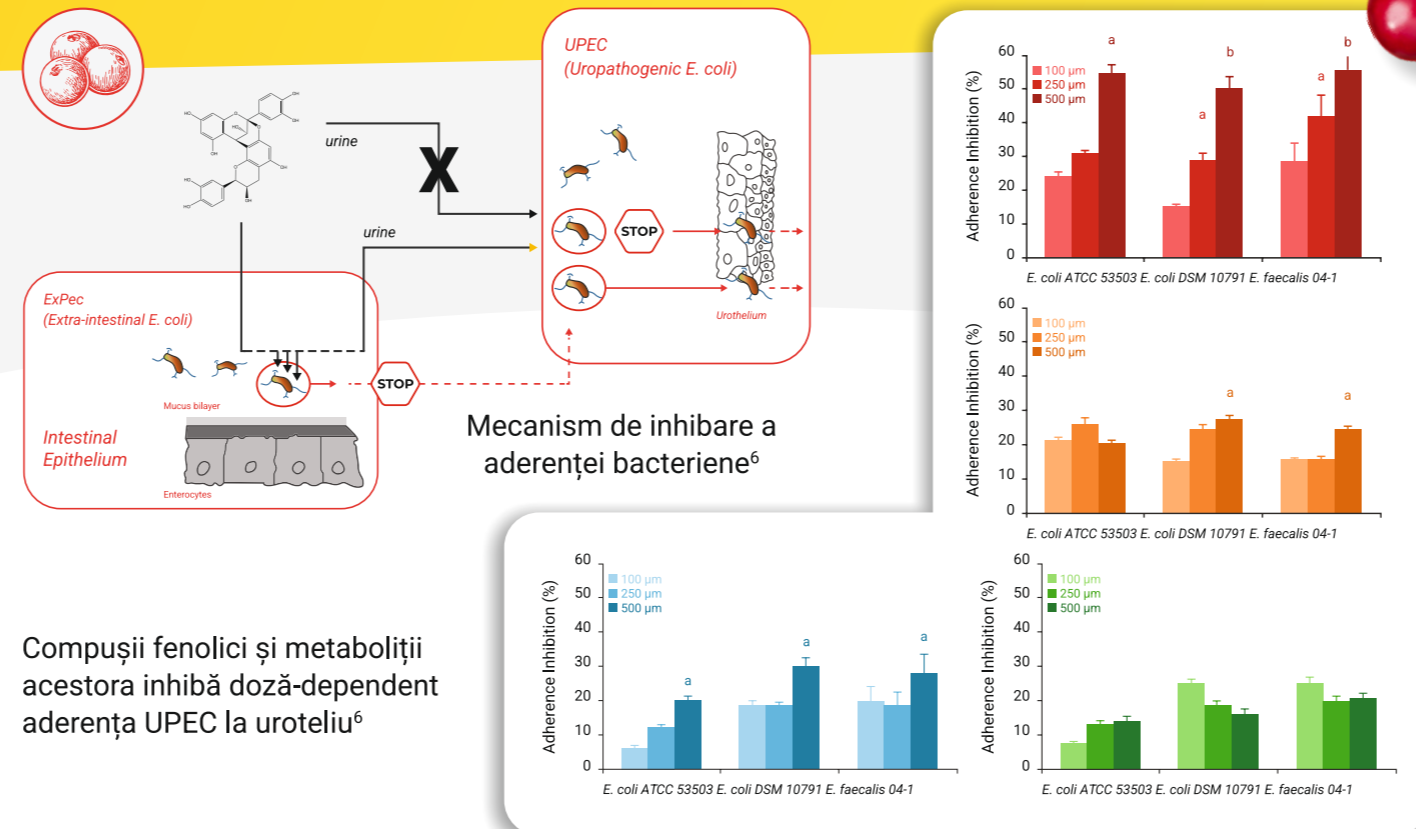 urine
urine
UPEC
(Uropathogenic E. coli)
STOP
Urothelium
ExPec
(Extra-intestinal E. coli)
STOP
Mucus bilayer
Intestinal
Epithelium
Enterocytes
Mecanism de inhibare a
aderenței bacteriene⁶
Compușii fenolici și metaboliții
acestora inhibă doză-dependent
aderența UPEC la uroteliu⁶
Adherence Inhibition (%)
60
50
40
30
20
10
0
100 µm
250 µm
500 µm
a
a
b
a
b
E. coli ATCC 53503 E. coli DSM 10791 E. faecalis 04-1
Adherence Inhibition (%)
60
50
40
30
20
10
0
100 µm
250 µm
500 µm
a
a
E. coli ATCC 53503 E. coli DSM 10791 E. faecalis 04-1
Adherence Inhibition (%)
60
50
40
30
20
10
0
100 µm
250 µm
500 µm
a
a
a
E. coli ATCC 53503 E. coli DSM 10791 E. faecalis 04-1
Adherence Inhibition (%)
60
50
40
30
20
10
0
100 µm
250 µm
500 µm
E. coli ATCC 53503 E. coli DSM 10791 E. faecalis 04-1